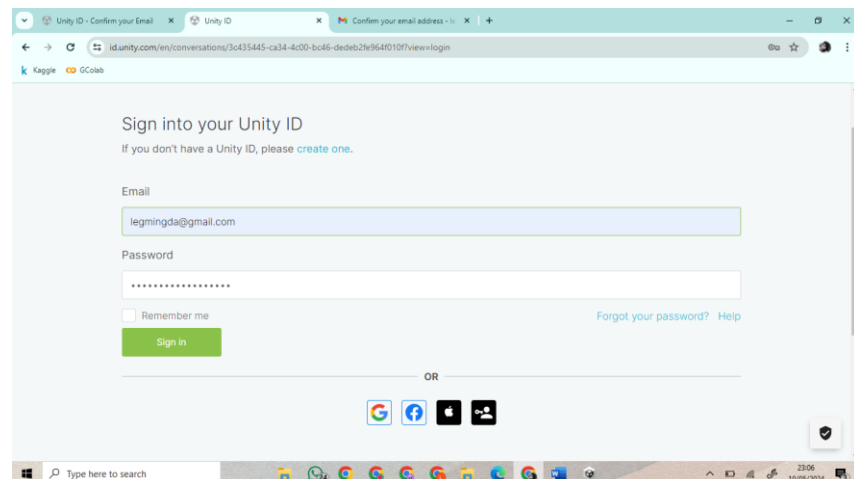 Unity ID - Confirm your Email
Unity ID
Confirm your email address - le
id.unity.com/en/conversations/3c435445-ca34-4c00-bc46-dedeb2fe964f010f?view=login
Kaggle GColab
Sign into your Unity ID
If you don't have a Unity ID, please create one.
Email
legmingda@gmail.com
Password
Remember me
Forgot your password? Help
Sign in
OR
Type here to search
23:06